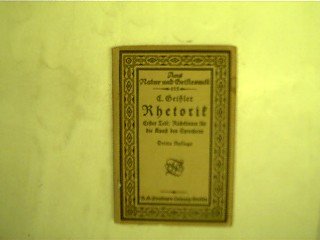 Aus
Natur und Geisteswelt
E. Geißler
Rhetorik
Erster Teil: Richtlinien für
die Kunst des Sprechens
Dritte Auflage